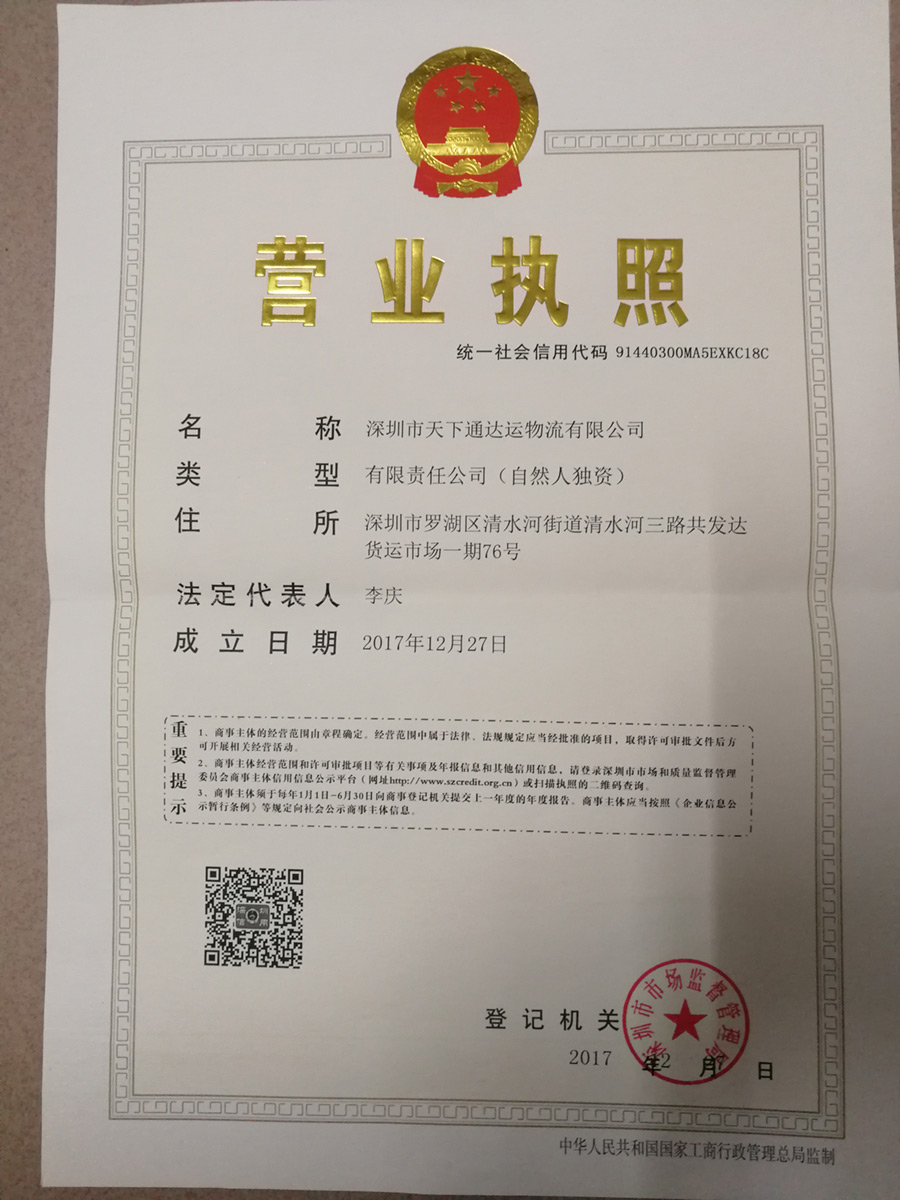 营业执照
统一社会信用代码 91440300MA5EXKC18C
名称 深圳市天下通达运物流有限公司
类型 有限责任公司（自然人独资）
住所 深圳市罗湖区清水河街道清水河三路共发达
货运市场一期76号
法定代表人 李庆
成立日期 2017年12月27日
重要提示
1、商事主体的经营范围由章程确定。经营范围中属于法律、法规规定应当经批准的项目，取得许可审批文件后方
可开展相关经营活动。
2、商事主体经营范围和许可审批项目等有关事项及年报信息和其他信用信息，请登录深圳市市场和质量监督管理
委员会商事主体信用信息公示平台（网址http://www.szcredit.org.cn）或扫描执照的二维码查询。
3、商事主体须于每年1月1日-6月30日向商事登记机关提交上一年度的年度报告。商事主体应当按照《企业信息公
示暂行条例》等规定向社会公示商事主体信息。
登记机关
深圳市市场监督管理局
2017年12月 日
中华人民共和国国家工商行政管理总局监制